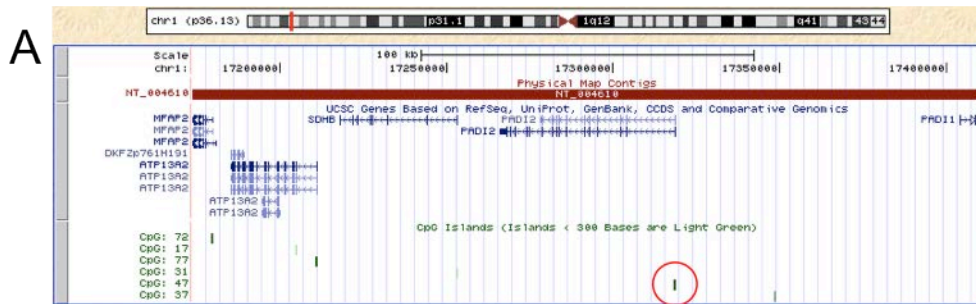 A
chr1 (p36.13) p31.1 1q12 q41 43 44
Scale 100 kb
chr1: 17200000 17250000 17300000 17350000 17400000
Physical Map Contigs
NT_004610 NT_004610
UCSC Genes Based on RefSeq, UniProt, GenBank, CCDS and Comparative Genomics
MFAP2 SDHB PADI2 PADI1
MFAP2 PADI2
MFAP2
DKFZp761H191
ATP13A2
ATP13A2
ATP13A2
ATP13A2
ATP13A2
CpG Islands (Islands < 300 Bases are Light Green)
CpG: 72
CpG: 17
CpG: 77
CpG: 31
CpG: 47
CpG: 37